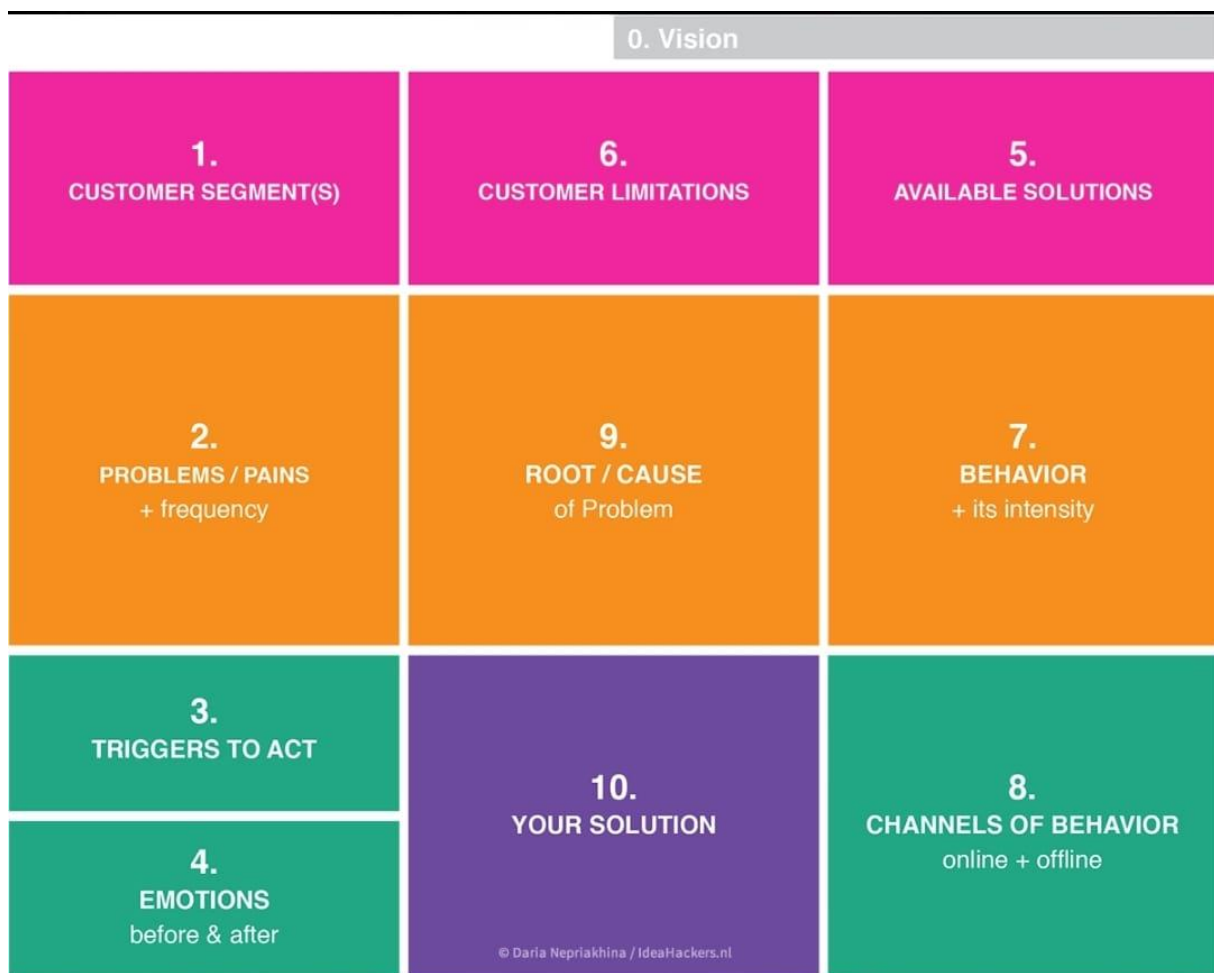 0. Vision
1.
CUSTOMER SEGMENT(S)
6.
CUSTOMER LIMITATIONS
5.
AVAILABLE SOLUTIONS
2.
PROBLEMS / PAINS
+ frequency
9.
ROOT / CAUSE
of Problem
7.
BEHAVIOR
+ its intensity
3.
TRIGGERS TO ACT
4.
EMOTIONS
before & after
10.
YOUR SOLUTION
© Daria Nepriakhina / IdeaHackers.nl
8.
CHANNELS OF BEHAVIOR
online + offline